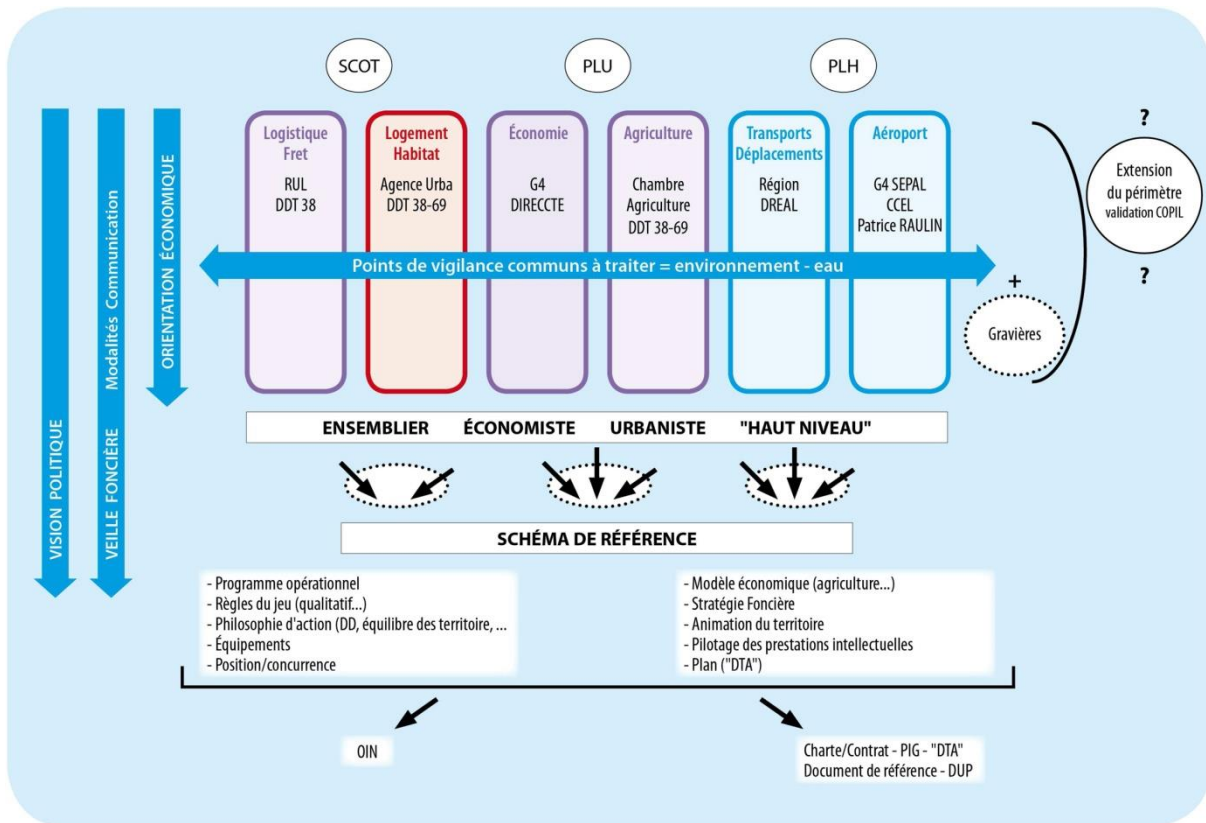 SCOT
PLU
PLH
VISION POLITIQUE
VEILLE FONCIÈRE Modalités Communication
ORIENTATION ÉCONOMIQUE
Logistique
Fret
RUL
DDT 38
Logement
Habitat
Agence Urba
DDT 38-69
Économie
G4
DIRECCTE
Agriculture
Chambre
Agriculture
DDT 38-69
Transports
Déplacements
Région
DREAL
Aéroport
G4 SEPAL
CCEL
Patrice RAULIN
?
Extension
du périmètre
validation COPIL
?
Points de vigilance communs à traiter = environnement - eau
+
Gravières
ENSEMBLIER ÉCONOMISTE URBANISTE "HAUT NIVEAU"
SCHÉMA DE RÉFÉRENCE
- Programme opérationnel
- Règles du jeu (qualitatif...)
- Philosophie d'action (DD, équilibre des territoire, ...
- Équipements
- Position/concurrence
- Modèle économique (agriculture...)
- Stratégie Foncière
- Animation du territoire
- Pilotage des prestations intellectuelles
- Plan ("DTA")
OIN
Charte/Contrat - PIG - "DTA"
Document de référence - DUP